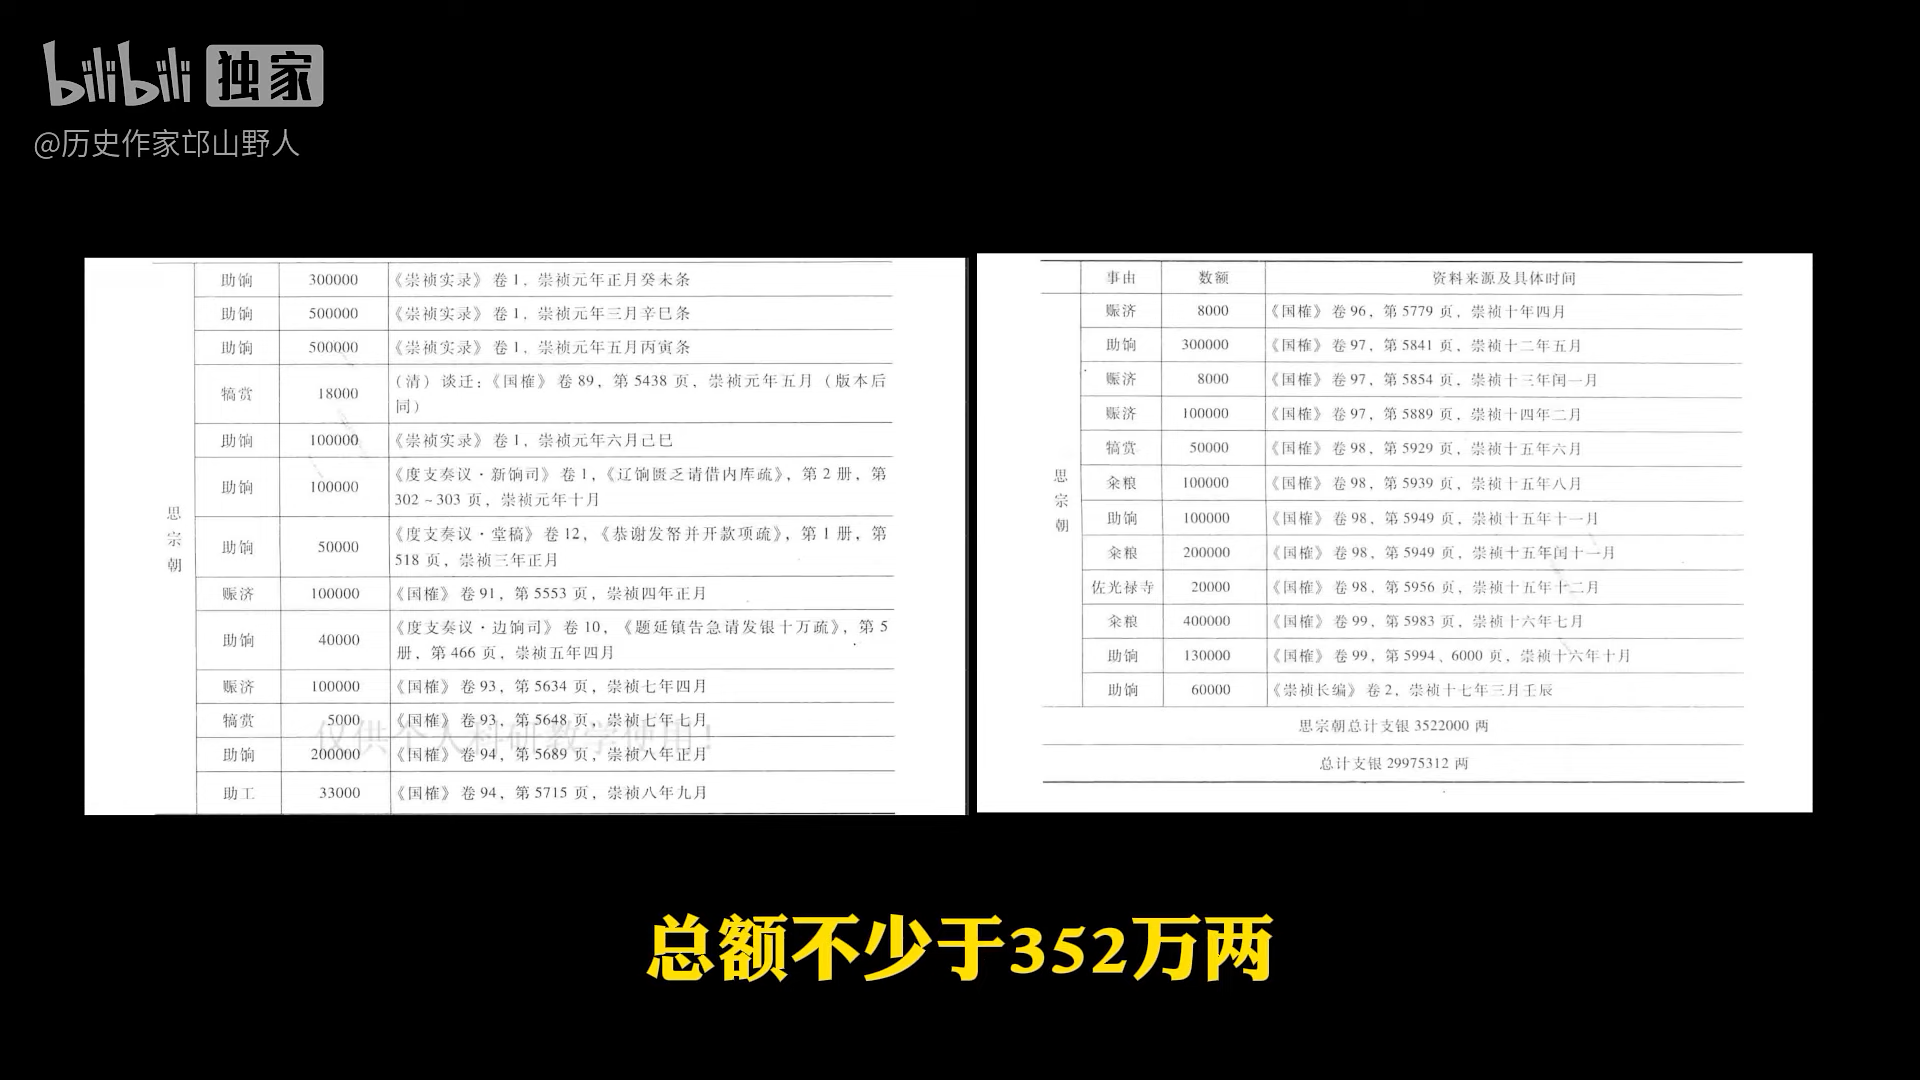 bilibili 独家
@历史作家邙山野人
思宗朝
助饷 300000 《崇祯实录》卷1，崇祯元年正月癸未条
助饷 500000 《崇祯实录》卷1，崇祯元年三月辛巳条
助饷 500000 《崇祯实录》卷1，崇祯元年五月丙寅条
犒赏 18000 （清）谈迁：《国榷》卷89，第5438页，崇祯元年五月（版本后
同）
助饷 100000 《崇祯实录》卷1，崇祯元年六月己巳
助饷 100000 《度支奏议·新饷司》卷1，《辽饷匮乏请借内库疏》，第2册，第
302~303页，崇祯元年十月
助饷 50000 《度支奏议·堂稿》卷12，《恭谢发帑并开款项疏》，第1册，第
518页，崇祯三年正月
赈济 100000 《国榷》卷91，第5553页，崇祯四年正月
助饷 40000 《度支奏议·边饷司》卷10，《题延镇告急请发银十万疏》，第5
册，第466页，崇祯五年四月
赈济 100000 《国榷》卷93，第5634页，崇祯七年四月
犒赏 5000 《国榷》卷93，第5648页，崇祯七年七月
仅供个人科研教学使用！
助饷 200000 《国榷》卷94，第5689页，崇祯八年正月
助工 33000 《国榷》卷94，第5715页，崇祯八年九月
事由 数额 资料来源及具体时间
思宗朝
赈济 8000 《国榷》卷96，第5779页，崇祯十年四月
助饷 300000 《国榷》卷97，第5841页，崇祯十二年五月
赈济 8000 《国榷》卷97，第5854页，崇祯十三年闰一月
赈济 100000 《国榷》卷97，第5889页，崇祯十四年二月
犒赏 50000 《国榷》卷98，第5929页，崇祯十五年六月
籴粮 100000 《国榷》卷98，第5939页，崇祯十五年八月
助饷 100000 《国榷》卷98，第5949页，崇祯十五年十一月
籴粮 200000 《国榷》卷98，第5949页，崇祯十五年闰十一月
佐光禄寺 20000 《国榷》卷98，第5956页，崇祯十五年十二月
籴粮 400000 《国榷》卷99，第5983页，崇祯十六年七月
助饷 130000 《国榷》卷99，第5994、6000页，崇祯十六年十月
助饷 60000 《崇祯长编》卷2，崇祯十七年三月壬辰
思宗朝总计支银3522000两
总计支银29975312两
总额不少于352万两